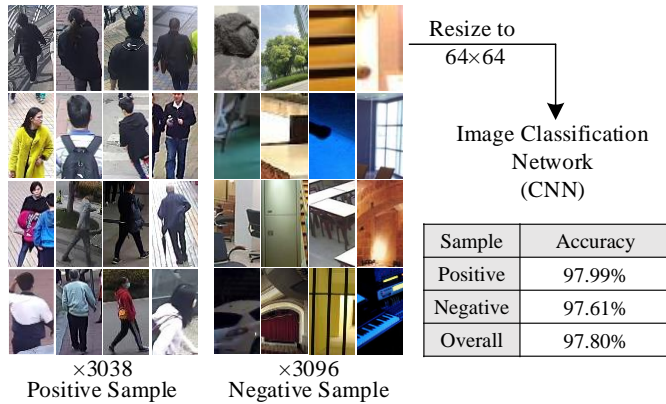 Resize to
64×64
Image Classification
Network
(CNN)
Sample Accuracy
Positive 97.99%
Negative 97.61%
Overall 97.80%
×3038
Positive Sample
×3096
Negative Sample